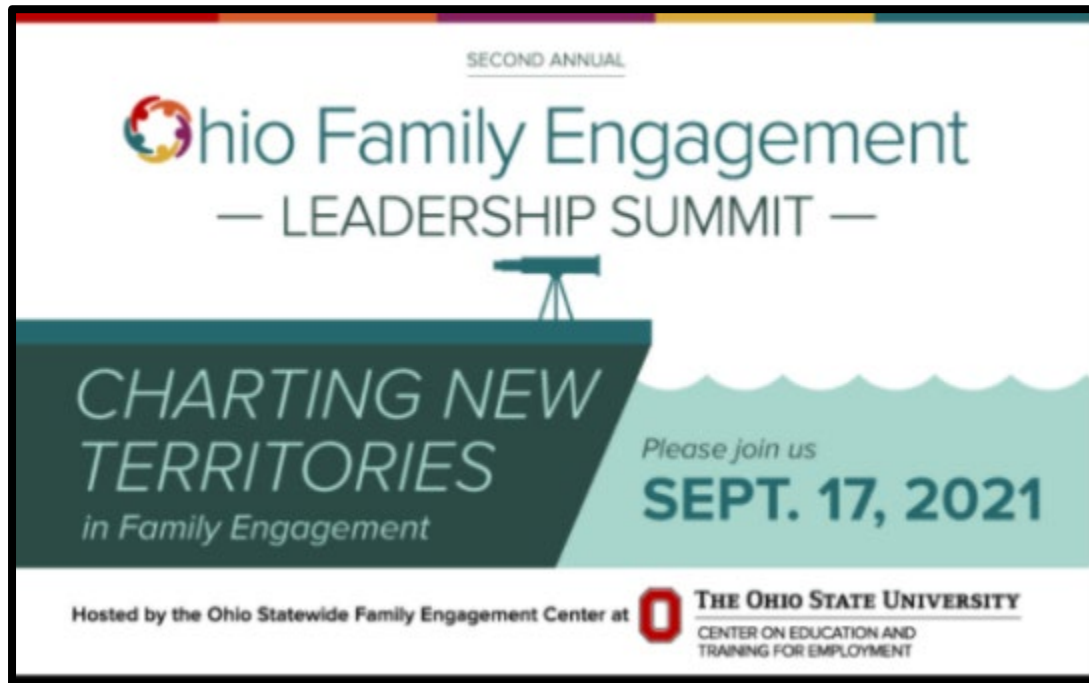 SECOND ANNUAL
Ohio Family Engagement
— LEADERSHIP SUMMIT —
CHARTING NEW
TERRITORIES
in Family Engagement
Please join us
SEPT. 17, 2021
Hosted by the Ohio Statewide Family Engagement Center at
THE OHIO STATE UNIVERSITY
CENTER ON EDUCATION AND
TRAINING FOR EMPLOYMENT